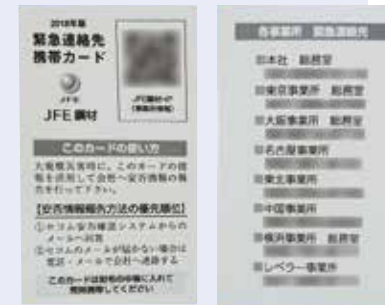 2018年版
緊急連絡先
携帯カード
JFE
JFE 鋼材
このカードの使い方
大規模災害時に、このカードの情
報を活用して会社へ安否情報の報
告を行って下さい。
【安否情報報告方法の優先順位】
①セコム安否確認システムからの
メールへ回答
②セコムのメールが届かない場合は
電話・メールで会社へ連絡する
このカードは財布の中等に入れて
常時携帯してください
各事業所 緊急連絡先
本社 総務室
東京事業所 総務室
大阪事業所 総務室
名古屋事業所
東北事業所
中国事業所
横浜事業所 総務室
レベラー事業所